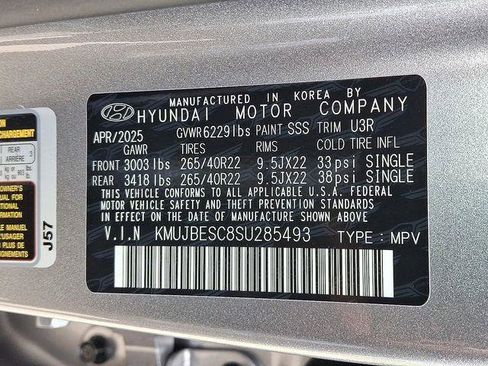 MANUFACTURED IN KOREA BY
HYUNDAI MOTOR COMPANY
APR/2025 GVWR 6229lbs PAINT SSS TRIM U3R
GAWR TIRES RIMS COLD TIRE INFL
FRONT 3003 lbs 265/40R22 9.5JX22 33psi SINGLE
REAR 3418 lbs 265/40R22 9.5JX22 38psi SINGLE
THIS VEHICLE CONFORMS TO ALL APPLICABLE U.S.A. FEDERAL
MOTOR VEHICLE SAFETY AND THEFT PREVENTION STANDARDS
IN EFFECT ON THE DATE OF MANUFACTURE SHOWN ABOVE.
V.I.N KMUJBESC8SU285493 TYPE : MPV
REAR
ARRIERE
J57